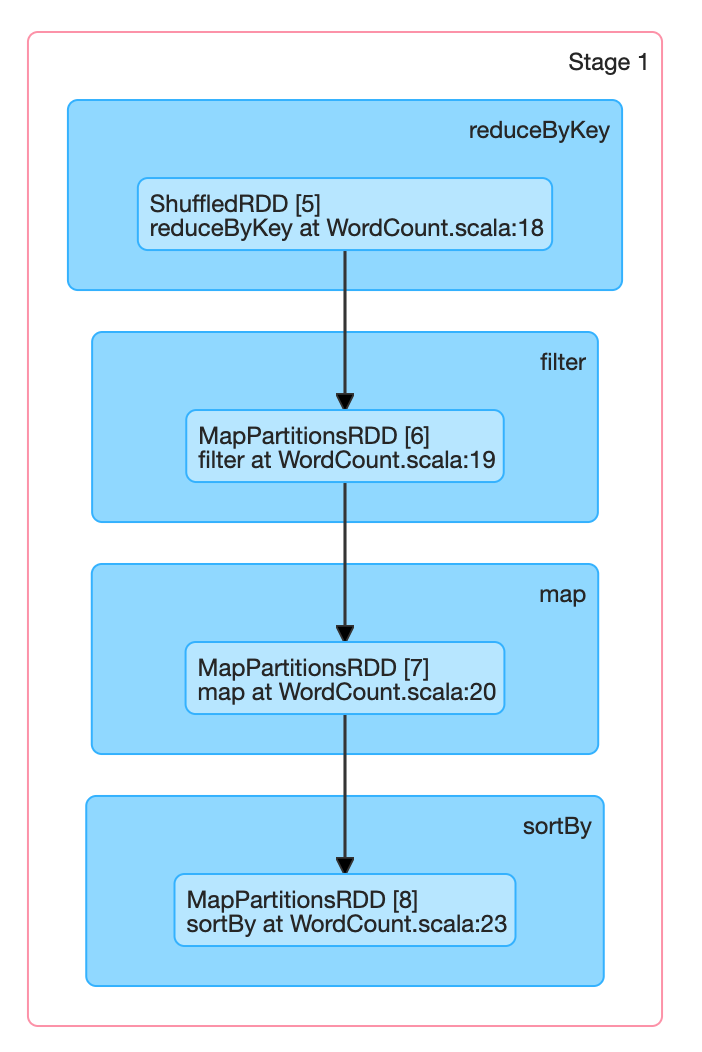 Stage 1
reduceByKey
ShuffledRDD [5]
reduceByKey at WordCount.scala:18
filter
MapPartitionsRDD [6]
filter at WordCount.scala:19
map
MapPartitionsRDD [7]
map at WordCount.scala:20
sortBy
MapPartitionsRDD [8]
sortBy at WordCount.scala:23